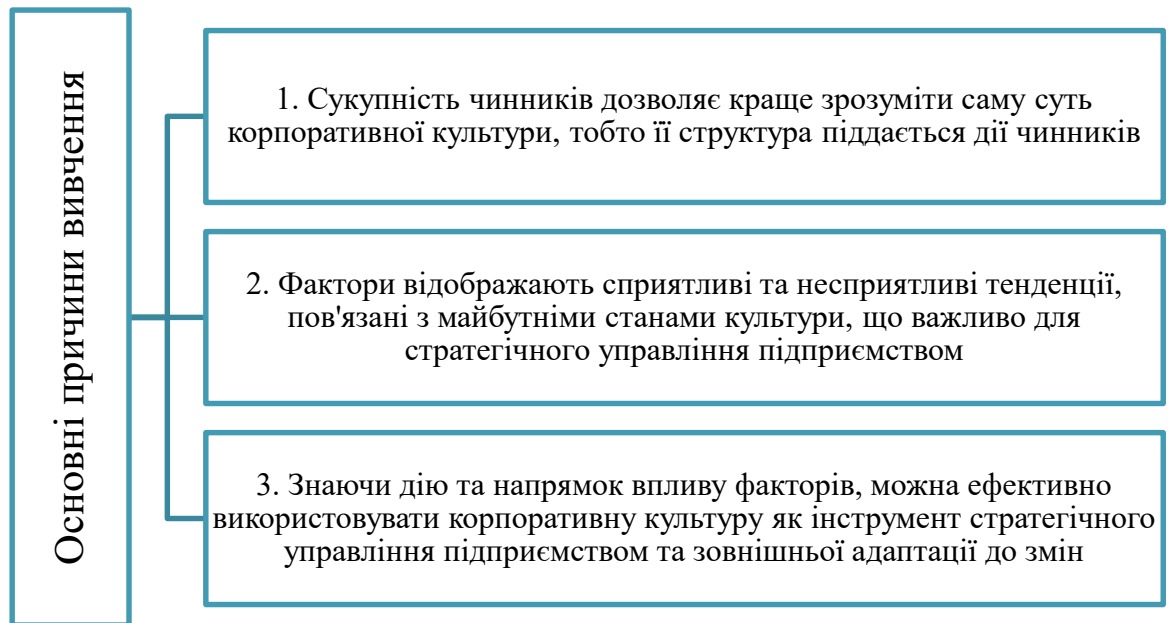 Основні причини вивчення
1. Сукупність чинників дозволяє краще зрозуміти саму суть
корпоративної культури, тобто її структура піддається дії чинників
2. Фактори відображають сприятливі та несприятливі тенденції,
пов'язані з майбутніми станами культури, що важливо для
стратегічного управління підприємством
3. Знаючи дію та напрямок впливу факторів, можна ефективно
використовувати корпоративну культуру як інструмент стратегічного
управління підприємством та зовнішньої адаптації до змін